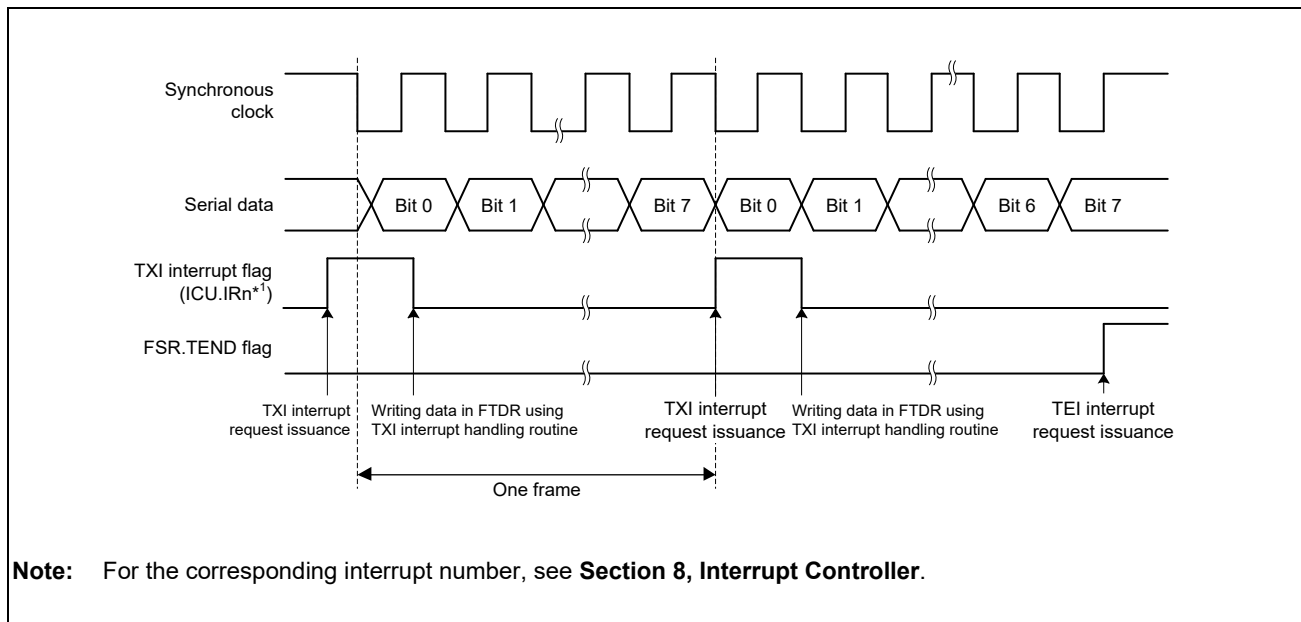 Synchronous
clock
Serial data
Bit 0
Bit 1
Bit 7
Bit 0
Bit 1
Bit 6
Bit 7
TXI interrupt flag
(ICU.IRn*1)
FSR.TEND flag
TXI interrupt
request issuance
Writing data in FTDR using
TXI interrupt handling routine
TXI interrupt
request issuance
Writing data in FTDR using
TXI interrupt handling routine
TEI interrupt
request issuance
One frame
Note: For the corresponding interrupt number, see Section 8, Interrupt Controller.